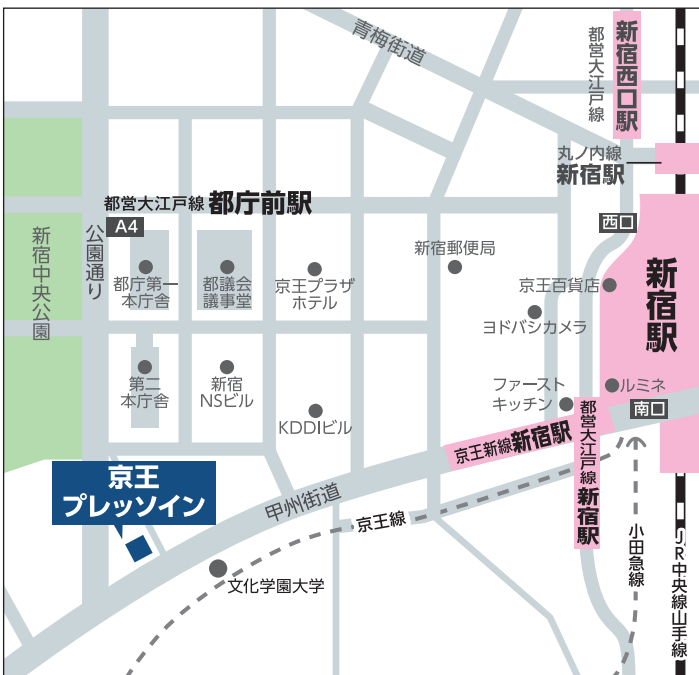 青梅街道
都営大江戸線
新宿西口駅
丸ノ内線
新宿駅
都営大江戸線 都庁前駅
A4
西口
新宿中央公園
公園通り
都庁第一
本庁舎
都議会
議事堂
京王プラザ
ホテル
新宿郵便局
京王百貨店
新宿駅
ヨドバシカメラ
第二
本庁舎
新宿
NSビル
KDDIビル
ファースト
キッチン
ルミネ
南口
京王新線新宿駅
都営大江戸線 新宿駅
京王
プレッソイン
甲州街道
京王線
小田急線
JR中央線山手線
文化学園大学